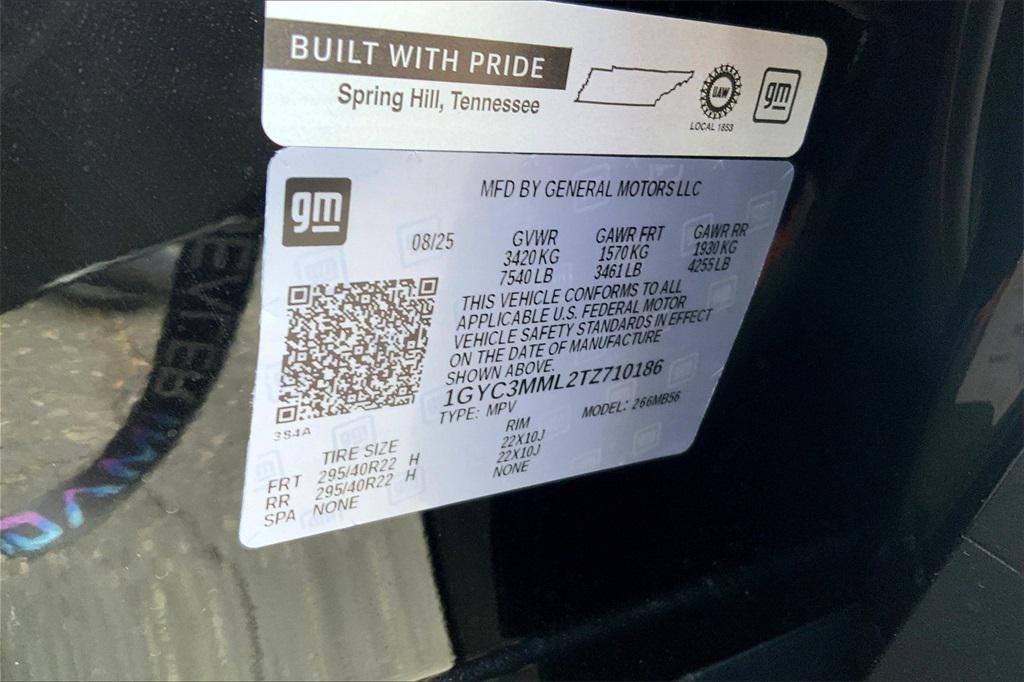 BUILT WITH PRIDE
Spring Hill, Tennessee
UAW
LOCAL 1853
gm
gm
MFD BY GENERAL MOTORS LLC
08/25
GVWR
3420 KG
7540 LB
GAWR FRT
1570 KG
3461 LB
GAWR RR
1930 KG
4255 LB
THIS VEHICLE CONFORMS TO ALL
APPLICABLE U.S. FEDERAL MOTOR
VEHICLE SAFETY STANDARDS IN EFFECT
ON THE DATE OF MANUFACTURE
SHOWN ABOVE.
1GYC3MML2TZ710186
TYPE: MPV MODEL: 266MB56
3S4A
TIRE SIZE RIM
FRT 295/40R22 H 22X10J
RR 295/40R22 H 22X10J
SPA NONE NONE